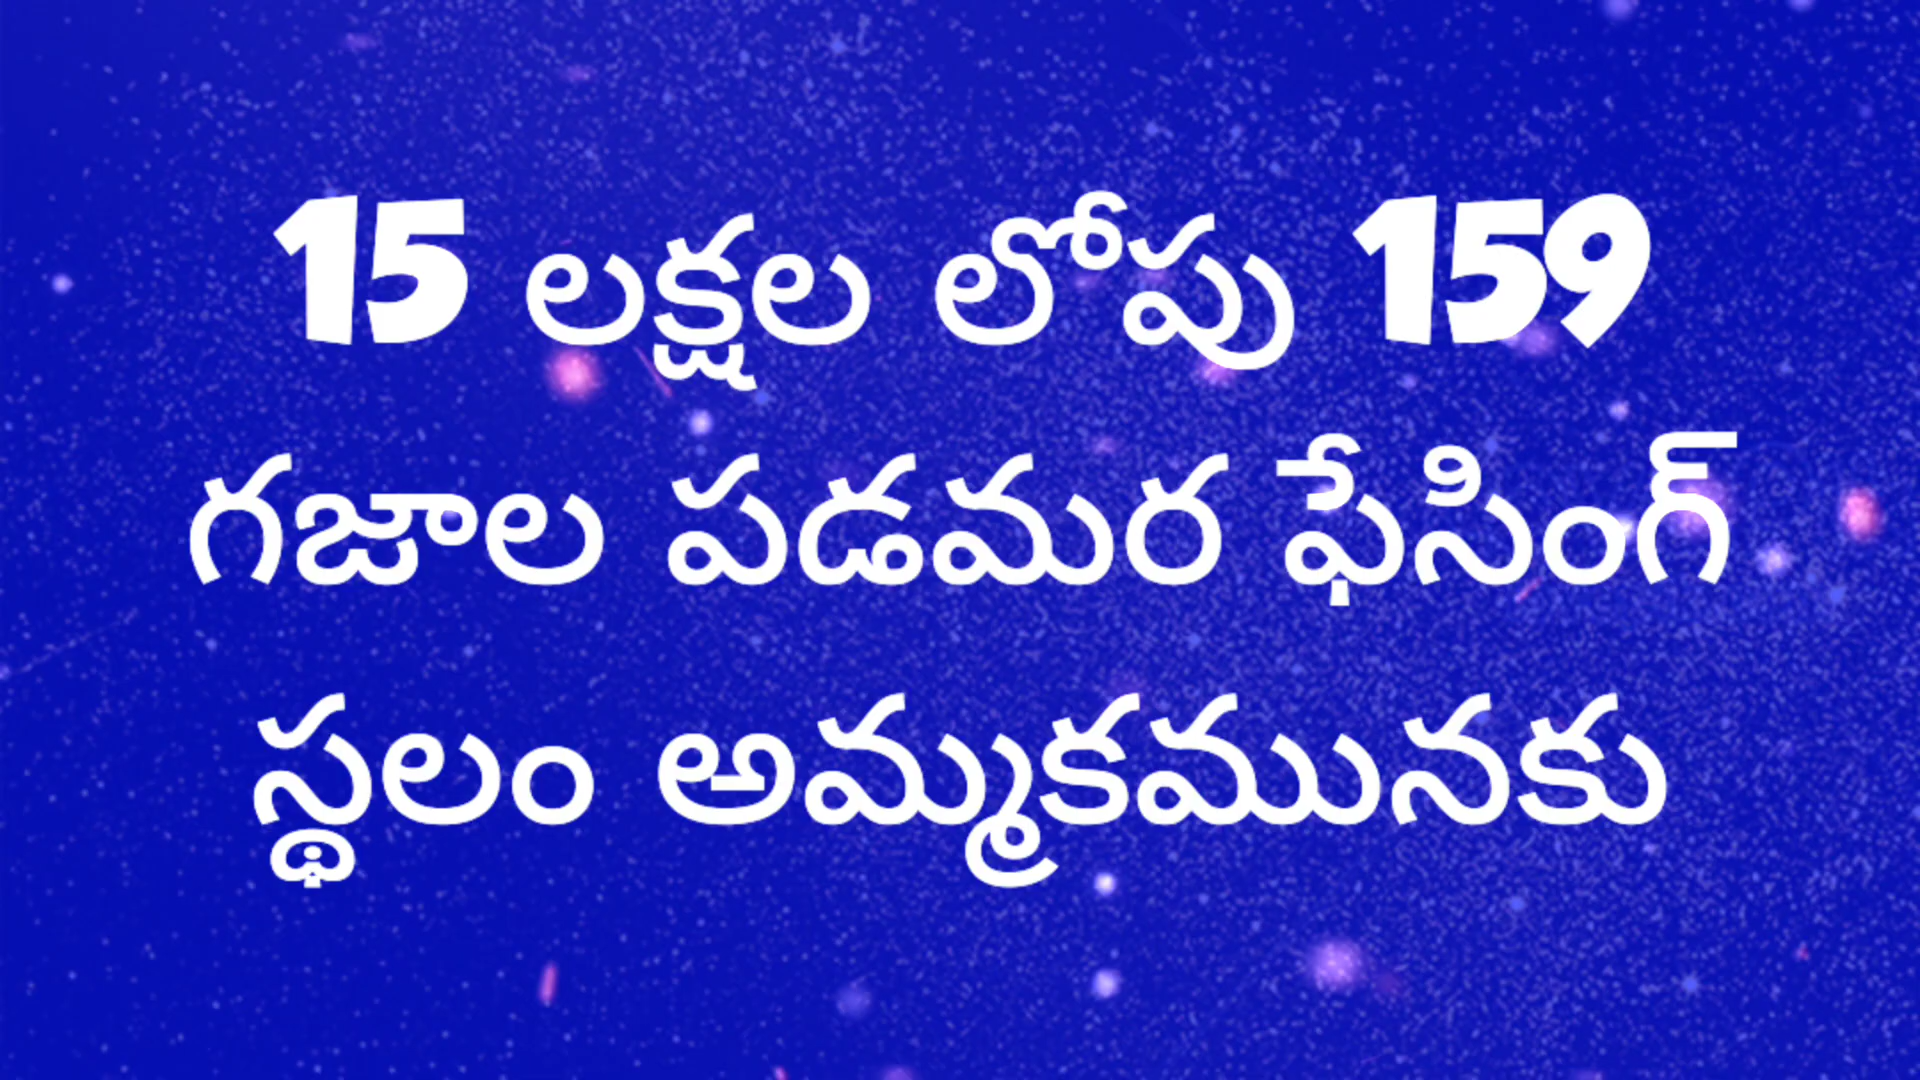 15 లక్షల లోపు 159
గజాల పడమర ఫేసింగ్
స్థలం అమ్మకమునకు